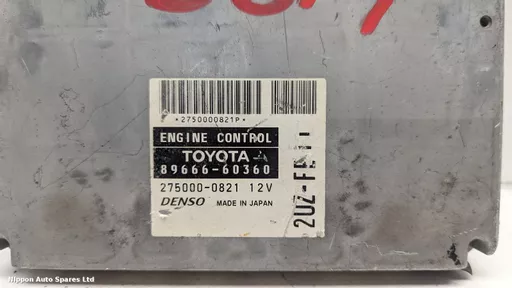 *2750000821P*
ENGINE CONTROL
TOYOTA
89666-60360
275000-0821 12V
DENSO MADE IN JAPAN
2UZ-FE
Nippon Auto Spares Ltd